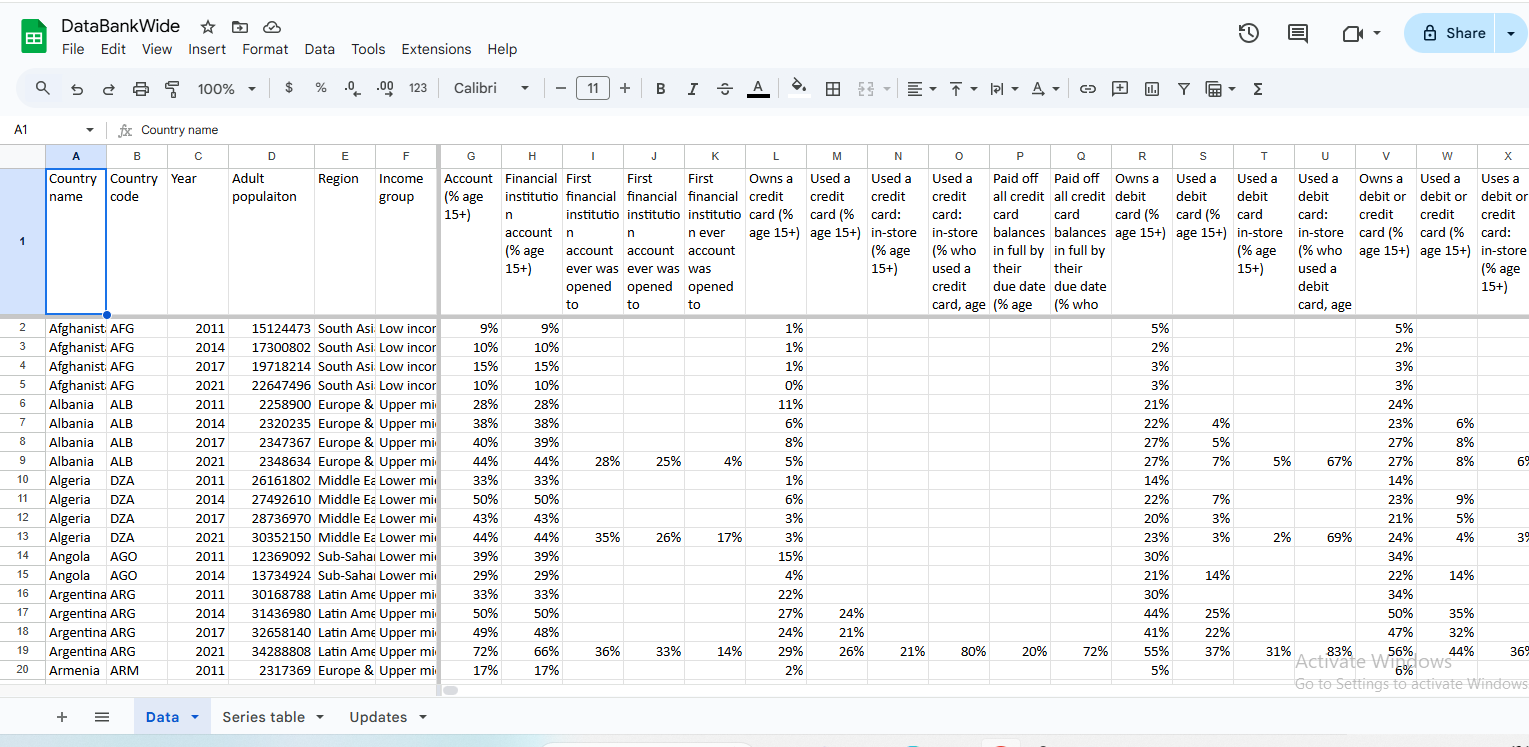 DataBankWide
File Edit View Insert Format Data Tools Extensions Help
Share
100% $ % .0 .00 123 Calibri 11 B I A
A1 fx Country name
A B C D E F G H I J K L M N O P Q R S T U V W X
1 Country name Country code Year Adult populaiton Region Income group Account (% age 15+) Financial institutio n account (% age 15+) First financial institutio n account ever was opened to First financial institutio n account ever was opened to First financial institutio n ever account was opened to Owns a credit card (% age 15+) Used a credit card (% age 15+) Used a credit card: in-store (% age 15+) Used a credit card: in-store (% who used a credit card, age Paid off all credit card balances in full by their due date (% age Paid off all credit card balances in full by their due date (% who Owns a debit card (% age 15+) Used a debit card (% age 15+) Used a debit card in-store (% age 15+) Used a debit card: in-store (% who used a debit card, age Owns a debit or credit card (% age 15+) Used a debit or credit card (% age 15+) Uses a debit or credit card: in-store (% age 15+)
2 Afghanist AFG 2011 15124473 South Asi Low incor 9% 9% 1% 5% 5%
3 Afghanist AFG 2014 17300802 South Asi Low incor 10% 10% 1% 2% 2%
4 Afghanist AFG 2017 19718214 South Asi Low incor 15% 15% 1% 3% 3%
5 Afghanist AFG 2021 22647496 South Asi Low incor 10% 10% 0% 3% 3%
6 Albania ALB 2011 2258900 Europe & Upper mi 28% 28% 11% 21% 24%
7 Albania ALB 2014 2320235 Europe & Upper mi 38% 38% 6% 22% 4% 23% 6%
8 Albania ALB 2017 2347367 Europe & Upper mi 40% 39% 8% 27% 5% 27% 8%
9 Albania ALB 2021 2348634 Europe & Upper mi 44% 44% 28% 25% 4% 5% 27% 7% 5% 67% 27% 8% 6%
10 Algeria DZA 2011 26161802 Middle Ea Lower mi 33% 33% 1% 14% 14%
11 Algeria DZA 2014 27492610 Middle Ea Lower mi 50% 50% 6% 22% 7% 23% 9%
12 Algeria DZA 2017 28736970 Middle Ea Lower mi 43% 43% 3% 20% 3% 21% 5%
13 Algeria DZA 2021 30352150 Middle Ea Lower mi 44% 44% 35% 26% 17% 3% 23% 3% 2% 69% 24% 4% 3%
14 Angola AGO 2011 12369092 Sub-Sahar Lower mi 39% 39% 15% 30% 34%
15 Angola AGO 2014 13734924 Sub-Sahar Lower mi 29% 29% 4% 21% 14% 22% 14%
16 Argentina ARG 2011 30168788 Latin Ame Upper mi 33% 33% 22% 30% 34%
17 Argentina ARG 2014 31436980 Latin Ame Upper mi 50% 50% 27% 24% 44% 25% 50% 35%
18 Argentina ARG 2017 32658140 Latin Ame Upper mi 49% 48% 24% 21% 41% 22% 47% 32%
19 Argentina ARG 2021 34288808 Latin Ame Upper mi 72% 66% 36% 33% 14% 29% 26% 21% 80% 20% 72% 55% 37% 31% 83% 56% 44% 36%
20 Armenia ARM 2011 2317369 Europe & Upper mi 17% 17% 2% 5% 6%
Activate Windows
Go to Settings to activate Windows
Data Series table Updates